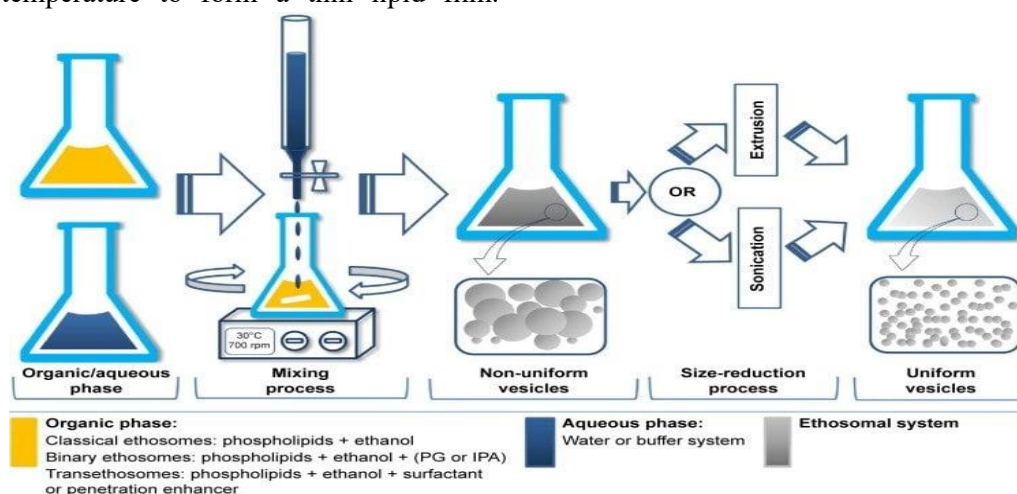 temperature to form a thin lipid film.
Extrusion
OR
Sonication
30°C
700 rpm
Organic/aqueous
phase
Mixing
process
Non-uniform
vesicles
Size-reduction
process
Uniform
vesicles
Organic phase:
Classical ethosomes: phospholipids + ethanol
Binary ethosomes: phospholipids + ethanol + (PG or IPA)
Transethosomes: phospholipids + ethanol + surfactant
or penetration enhancer
Aqueous phase:
Water or buffer system
Ethosomal system